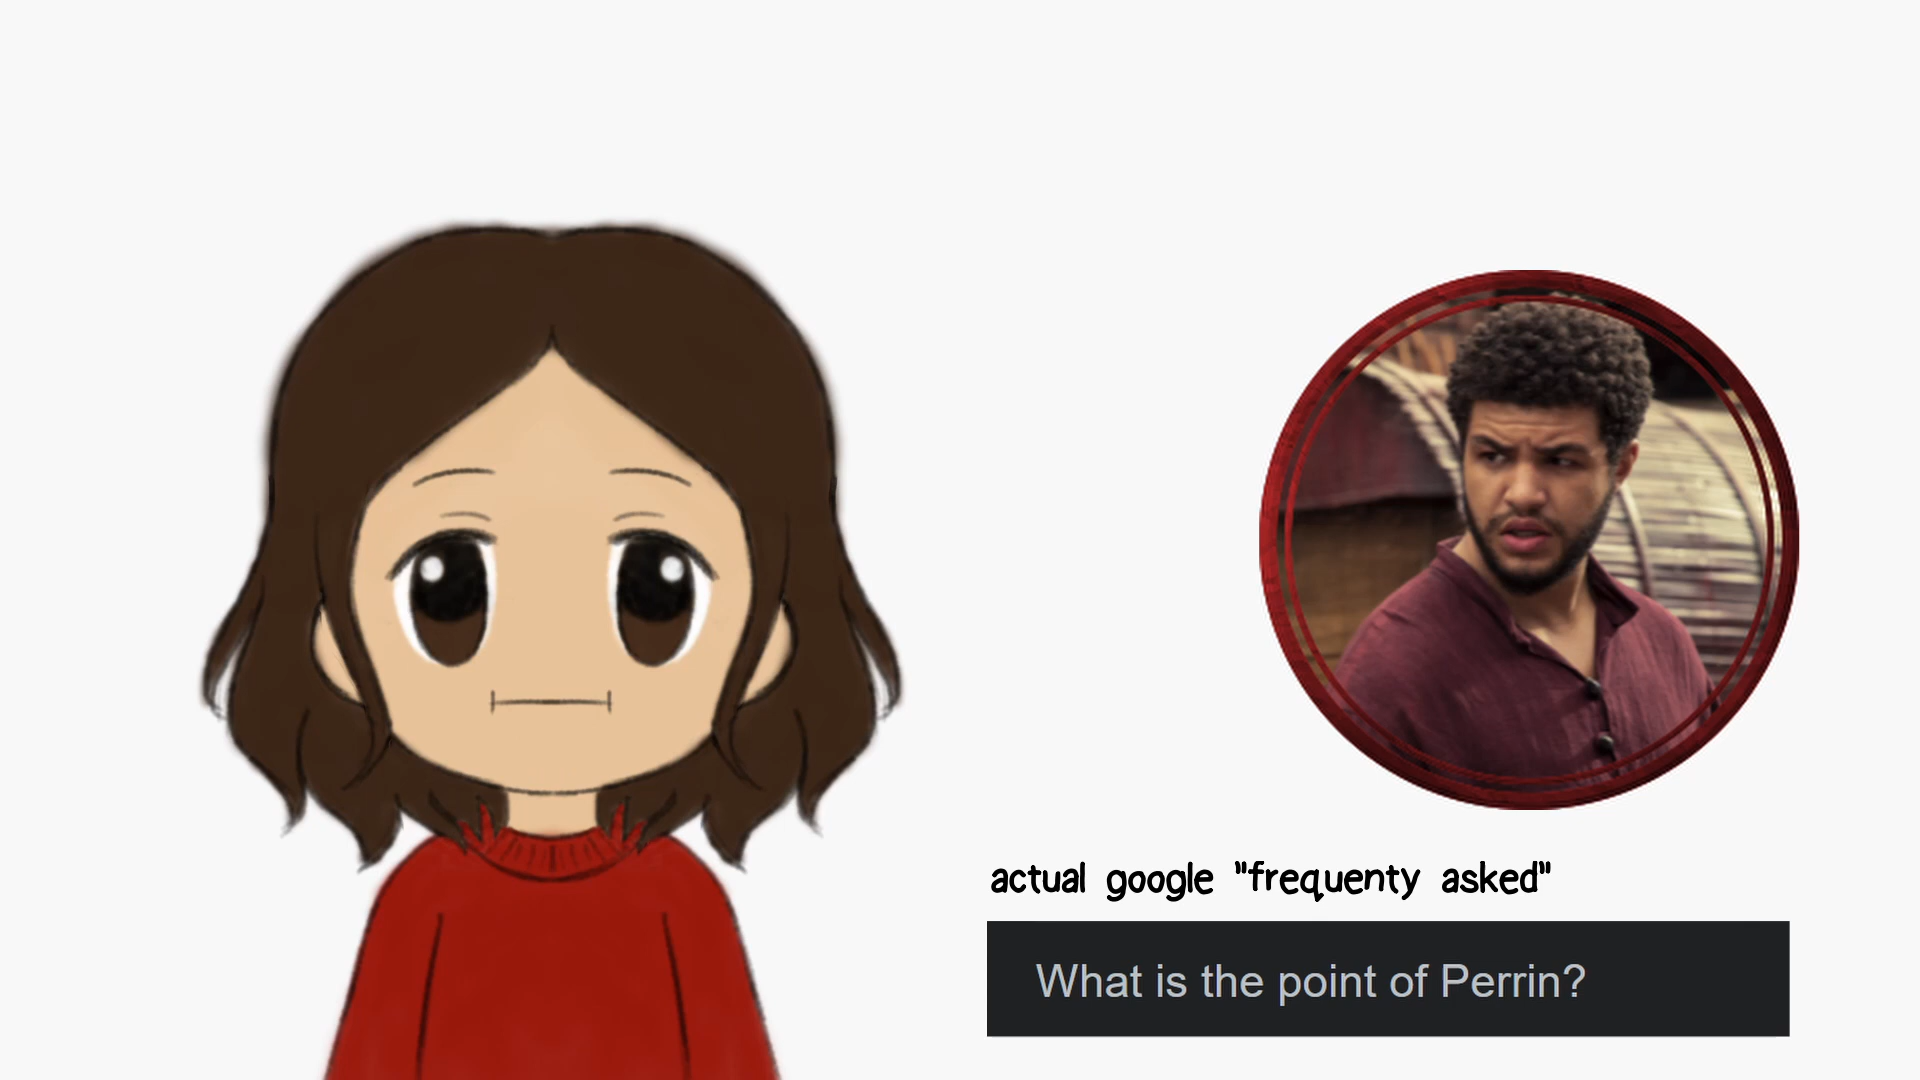 actual google "frequenty asked"
What is the point of Perrin?